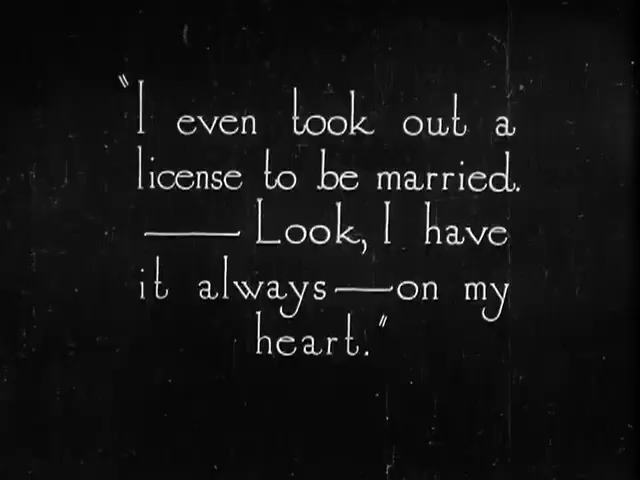 "I even took out a
license to be married.
—— Look, I have
it always — on my
heart."